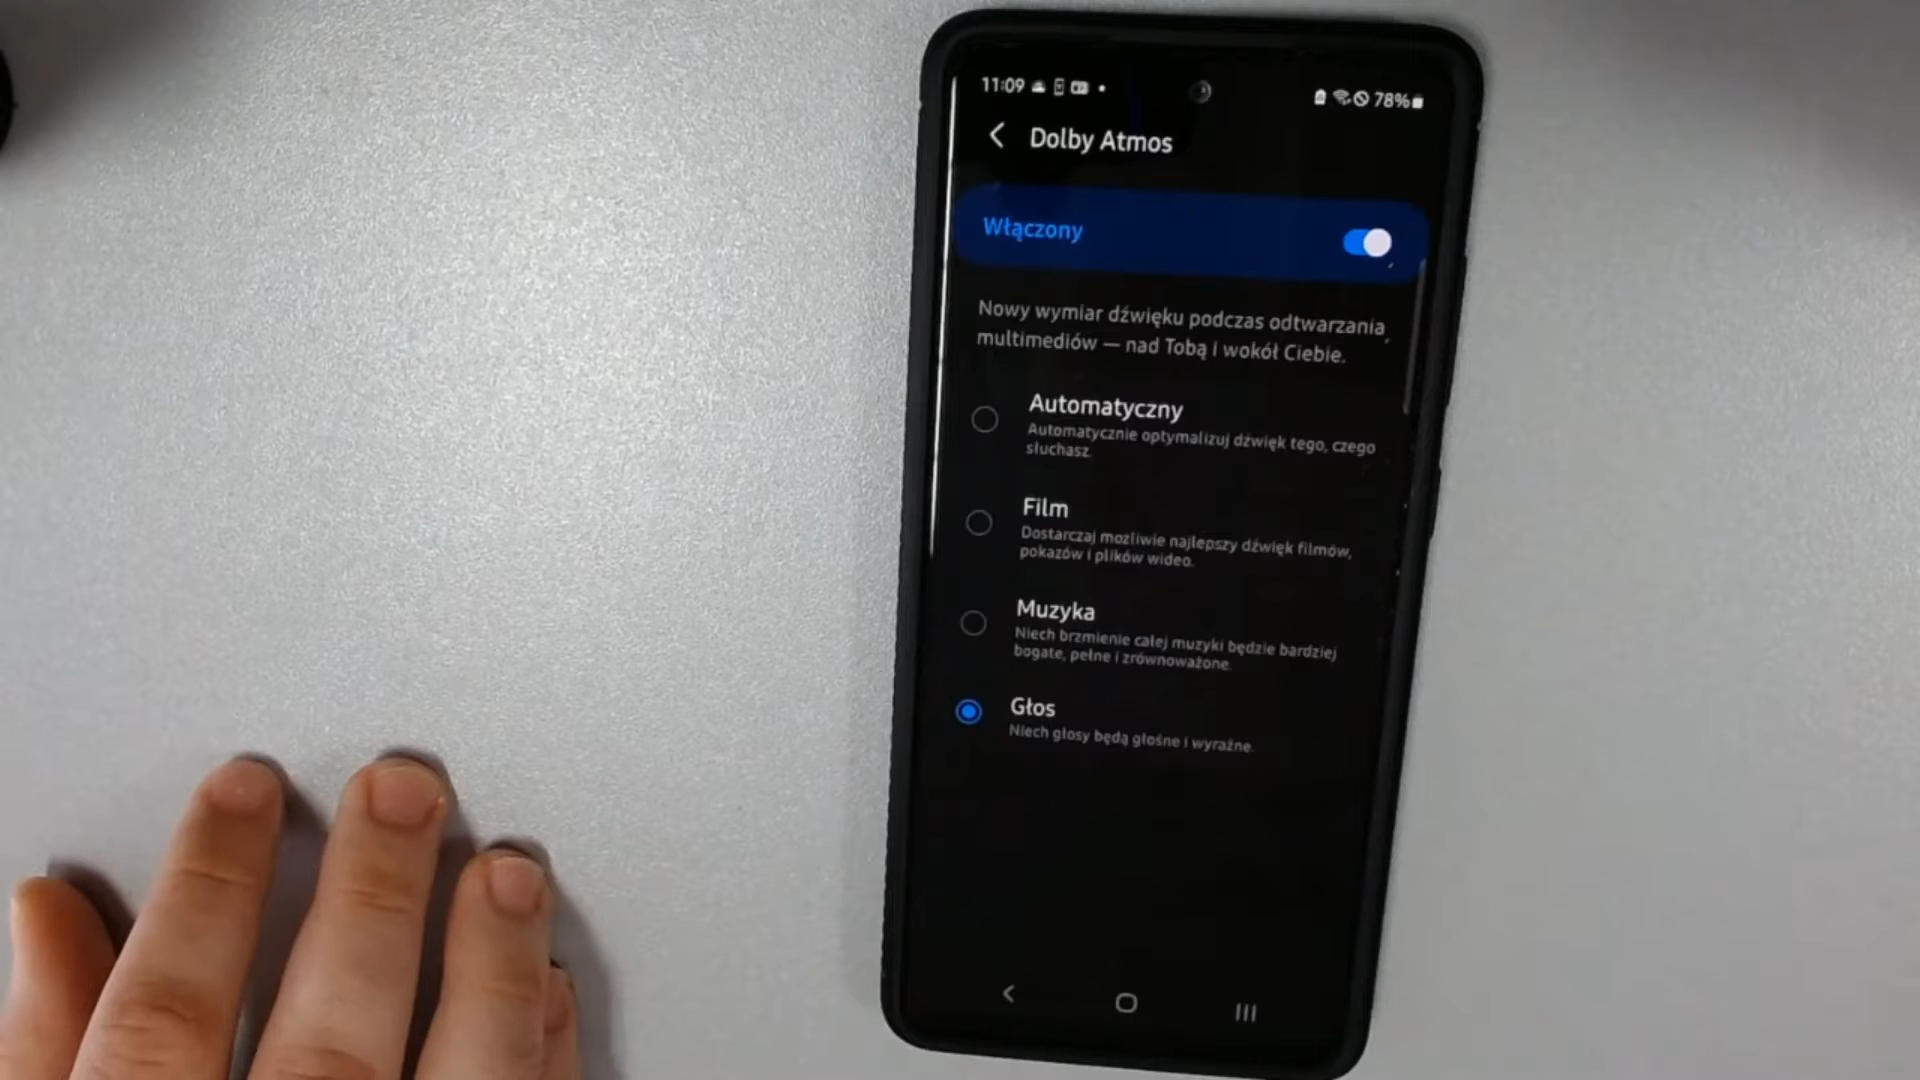 11:09
78%
Dolby Atmos
Włączony
Nowy wymiar dźwięku podczas odtwarzania
multimediów — nad Tobą i wokół Ciebie.
Automatyczny
Automatycznie optymalizuj dźwięk tego, czego
słuchasz.
Film
Dostarczaj możliwie najlepszy dźwięk filmów,
pokazów i plików wideo.
Muzyka
Niech brzmienie całej muzyki będzie bardziej
bogate, pełne i zrównoważone.
Głos
Niech głosy będą głośne i wyraźne.